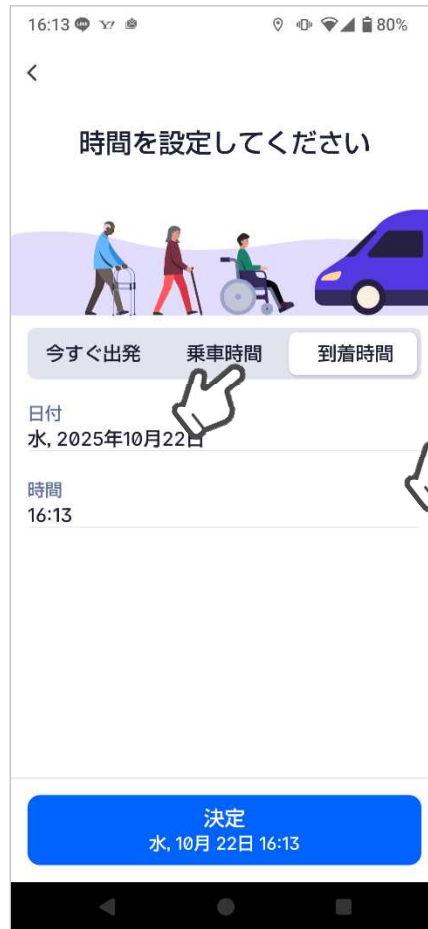 16:13
80%
時間を設定してください
今すぐ出発 乗車時間 到着時間
日付
水, 2025年10月22日
時間
16:13
決定
水, 10月 22日 16:13